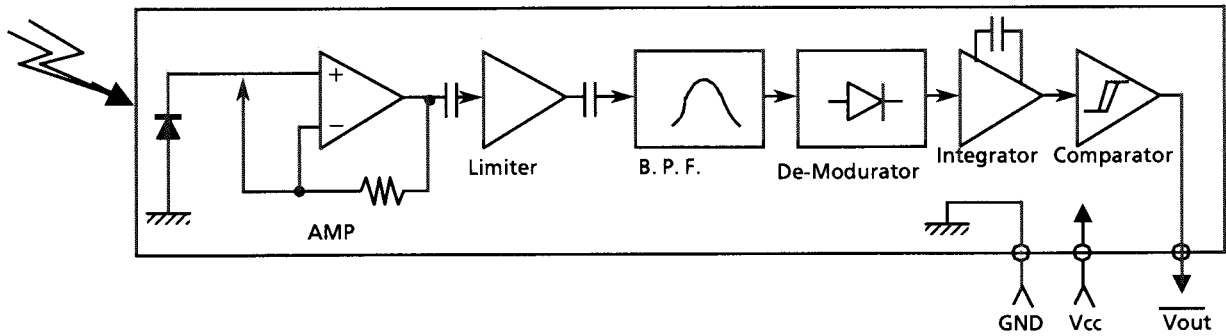 +
−
AMP
Limiter
B. P. F.
De-Modurator
Integrator
Comparator
GND
Vcc
Vout